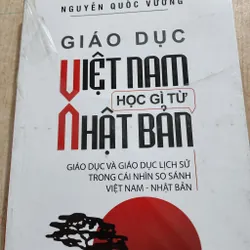 NGUYỄN QUỐC VƯƠNG
GIÁO DỤC
VIỆT NAM
HỌC GÌ TỪ
NHẬT BẢN
GIÁO DỤC VÀ GIÁO DỤC LỊCH SỬ
TRONG CÁI NHÌN SO SÁNH
VIỆT NAM - NHẬT BẢN